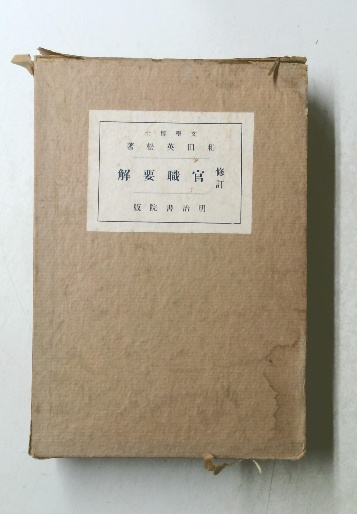 文學博士
和田英松著
修訂 官職要解
明治書院版